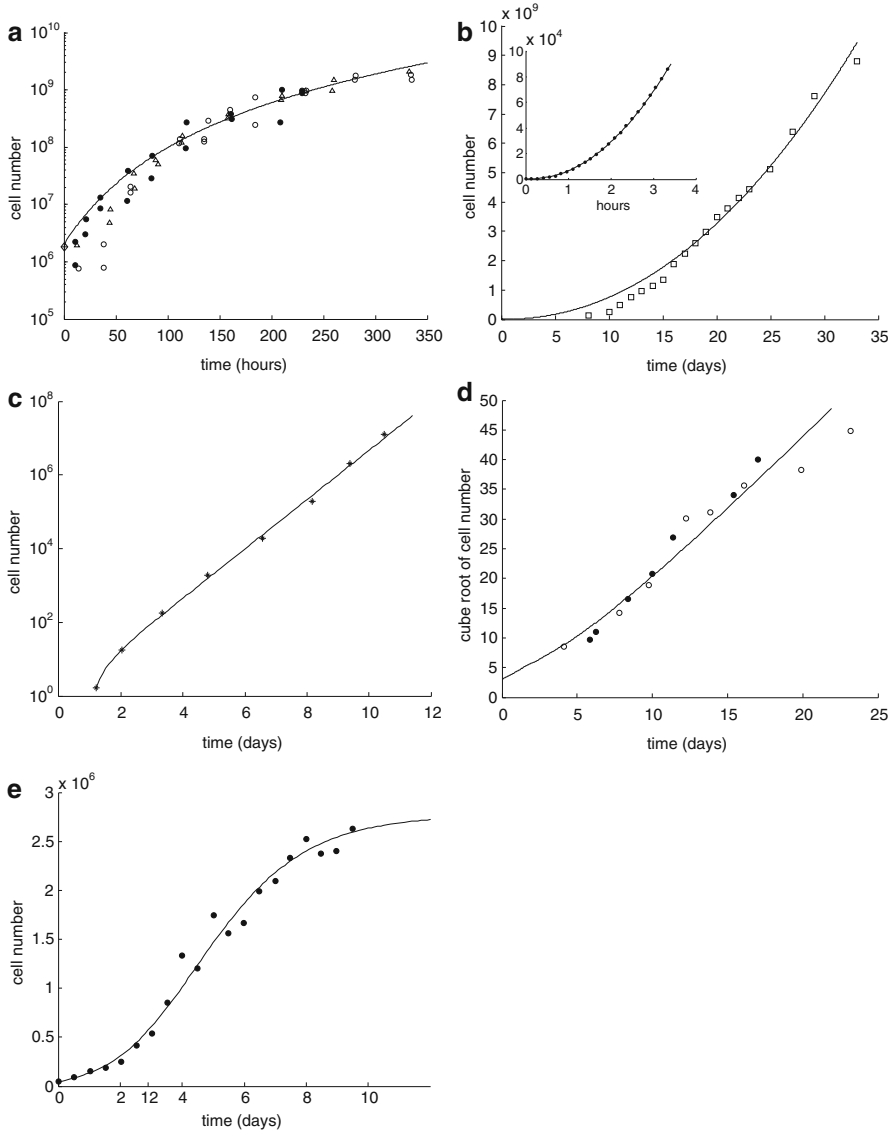 a
10^10
10^9
10^8
10^7
10^6
10^5
cell number
0 50 100 150 200 250 300 350
time (hours)
b
x 10^9
10
9
8
7
6
5
4
3
2
1
0
cell number
x 10^4
10
8
6
4
2
0
0 1 2 3 4
hours
0 5 10 15 20 25 30 35
time (days)
c
10^8
10^6
10^4
10^2
10^0
cell number
0 2 4 6 8 10 12
time (days)
d
50
45
40
35
30
25
20
15
10
5
0
cube root of cell number
0 5 10 15 20 25
time (days)
e
x 10^6
3
2.5
2
1.5
1
0.5
0
cell number
0 2 12 4 6 8 10
time (days)